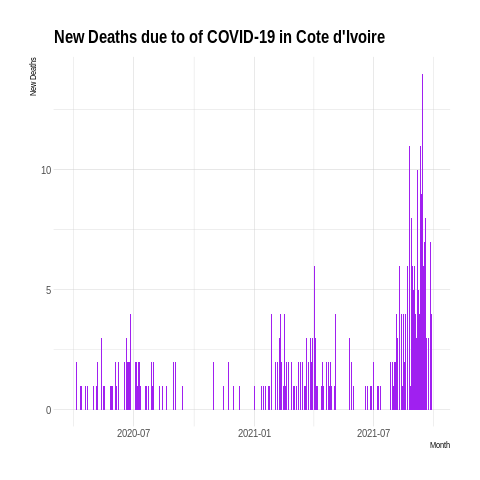 New Deaths due to of COVID-19 in Cote d'Ivoire
New Deaths
10
5
0
2020-07
2021-01
2021-07
Month